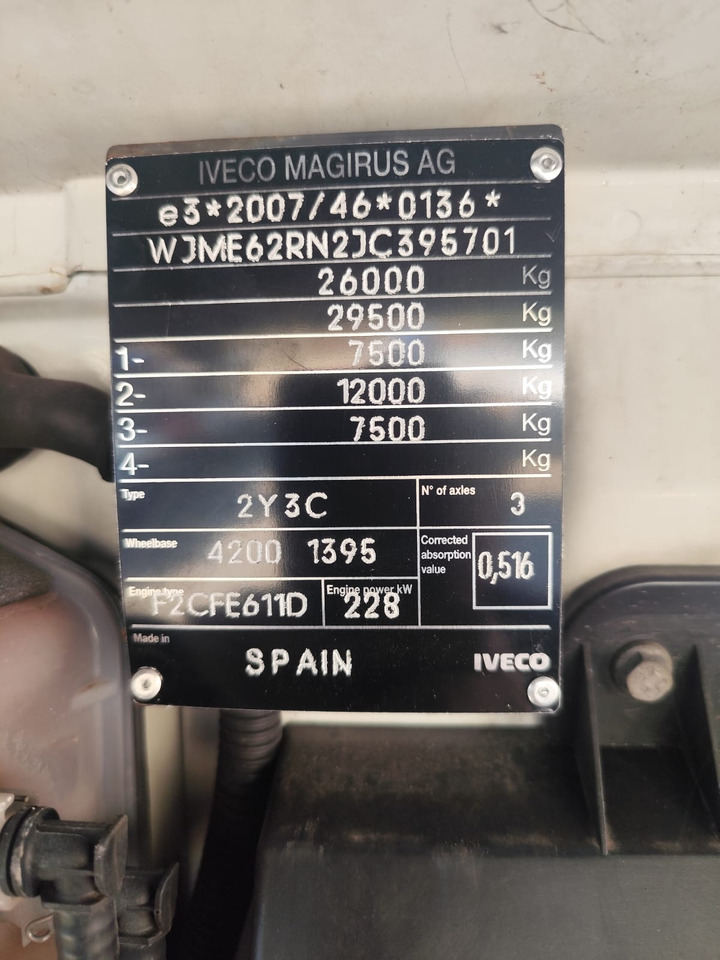 IVECO MAGIRUS AG
e3*2007/46*0136*
WJME62RN2JC395701
26000 Kg
29500 Kg
1- 7500 Kg
2- 12000 Kg
3- 7500 Kg
4- Kg
Type 2Y3C N° of axles 3
Wheelbase 4200 1395 Corrected absorption value 0,516
Engine type F2CFE611D Engine power kW 228
Made in SPAIN IVECO